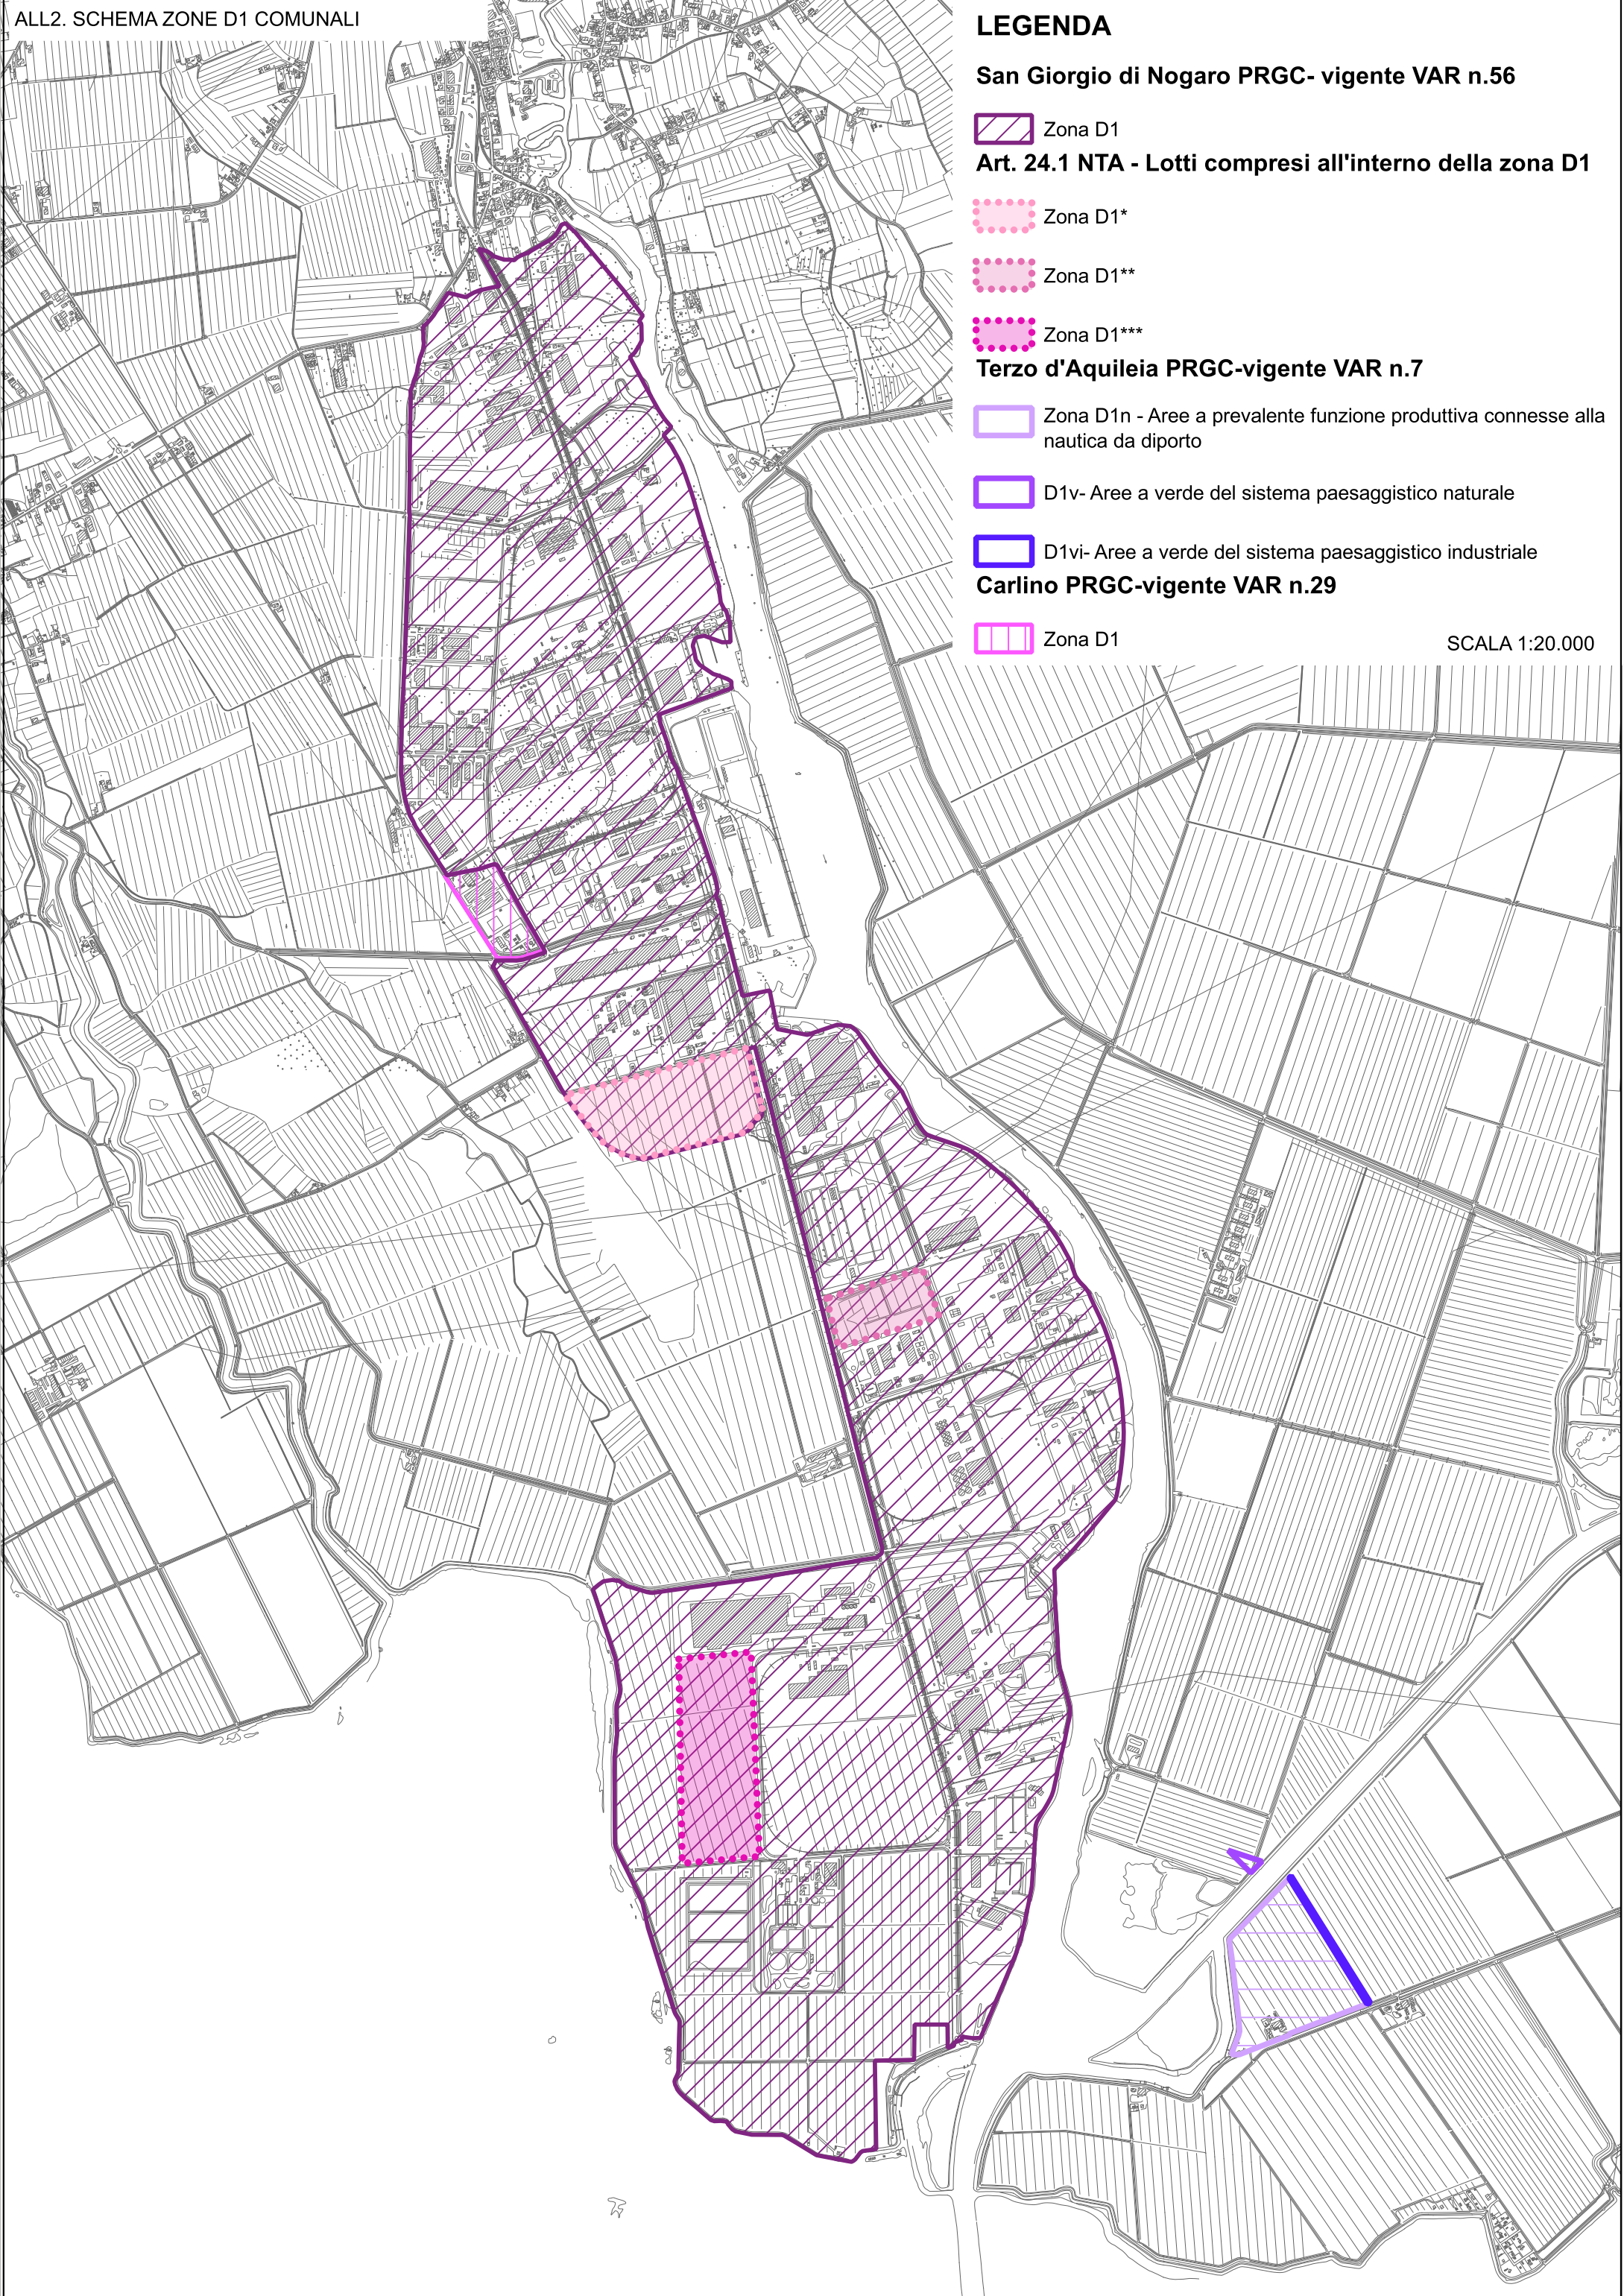 ALL2. SCHEMA ZONE D1 COMUNALI
LEGENDA
San Giorgio di Nogaro PRGC- vigente VAR n.56
Zona D1
Art. 24.1 NTA - Lotti compresi all'interno della zona D1
Zona D1*
Zona D1**
Zona D1***
Terzo d'Aquileia PRGC-vigente VAR n.7
Zona D1n - Aree a prevalente funzione produttiva connesse alla
nautica da diporto
D1v- Aree a verde del sistema paesaggistico naturale
D1vi- Aree a verde del sistema paesaggistico industriale
Carlino PRGC-vigente VAR n.29
Zona D1
SCALA 1:20.000